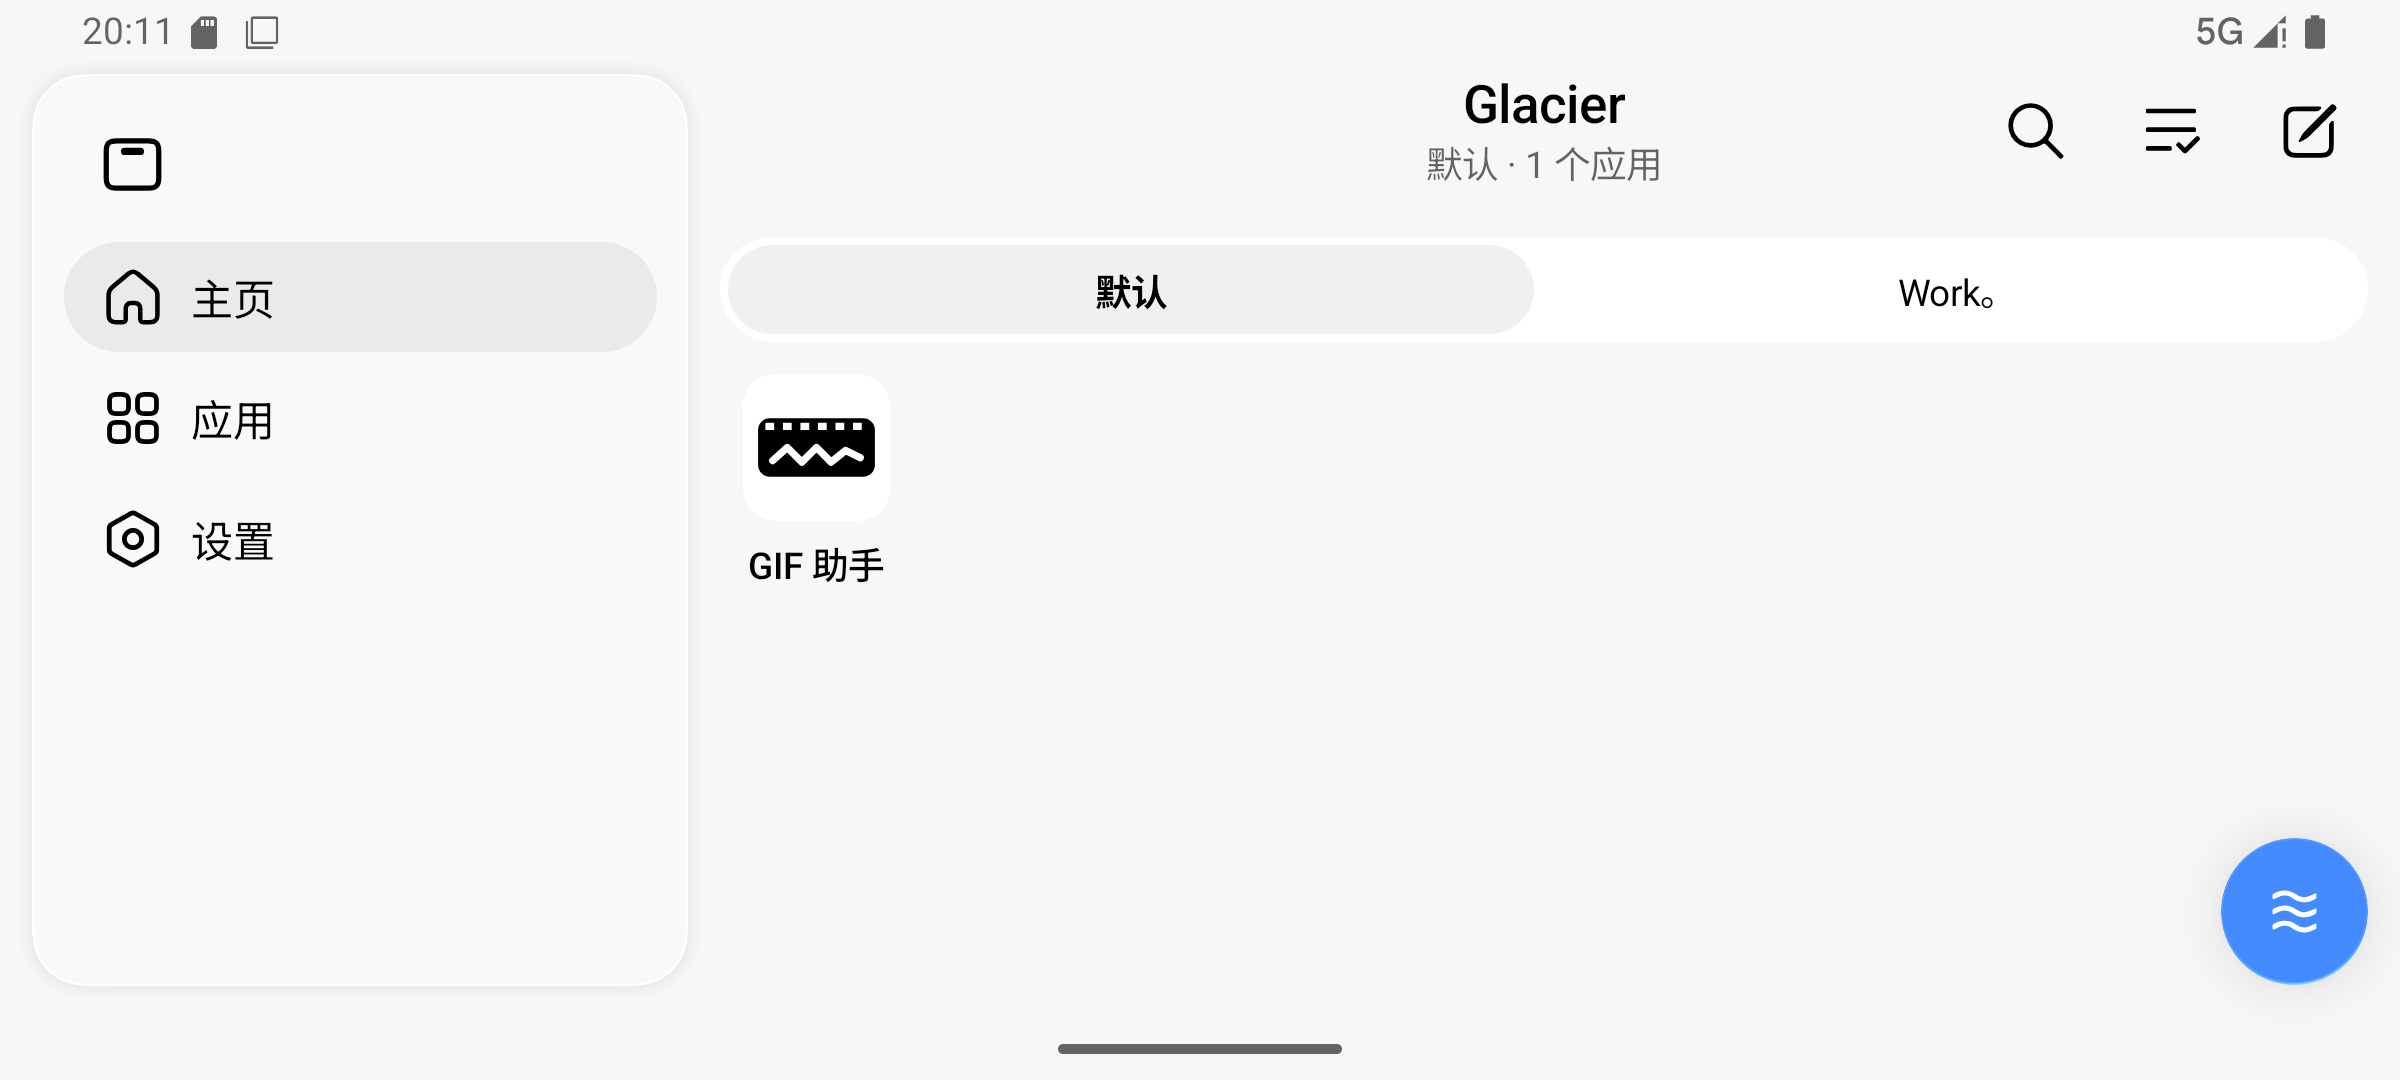 20:11
5G
主页
应用
设置
Glacier
默认 · 1 个应用
默认
Work。
GIF 助手